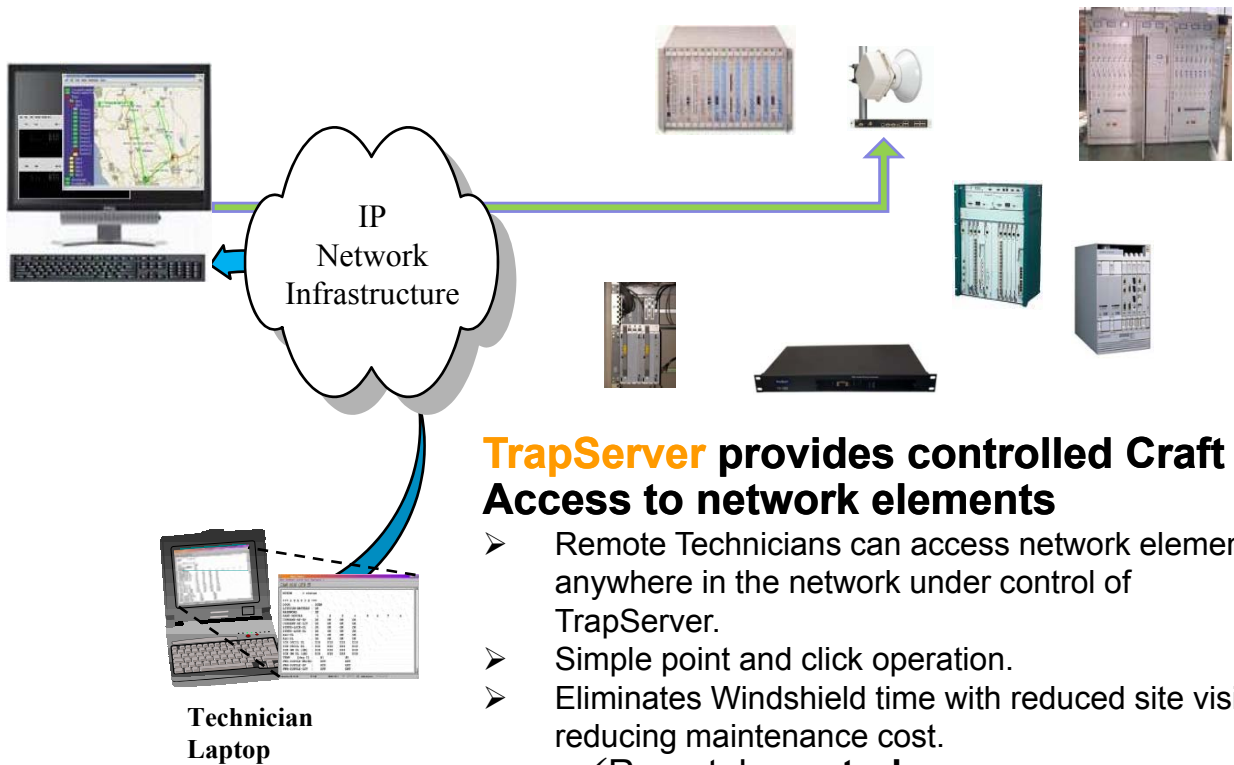 IP
Network
Infrastructure
TrapServer provides controlled Craft
Access to network elements
➢ Remote Technicians can access network elemen
anywhere in the network under control of
TrapServer.
➢ Simple point and click operation.
➢ Eliminates Windshield time with reduced site visi
reducing maintenance cost.
Technician
Laptop